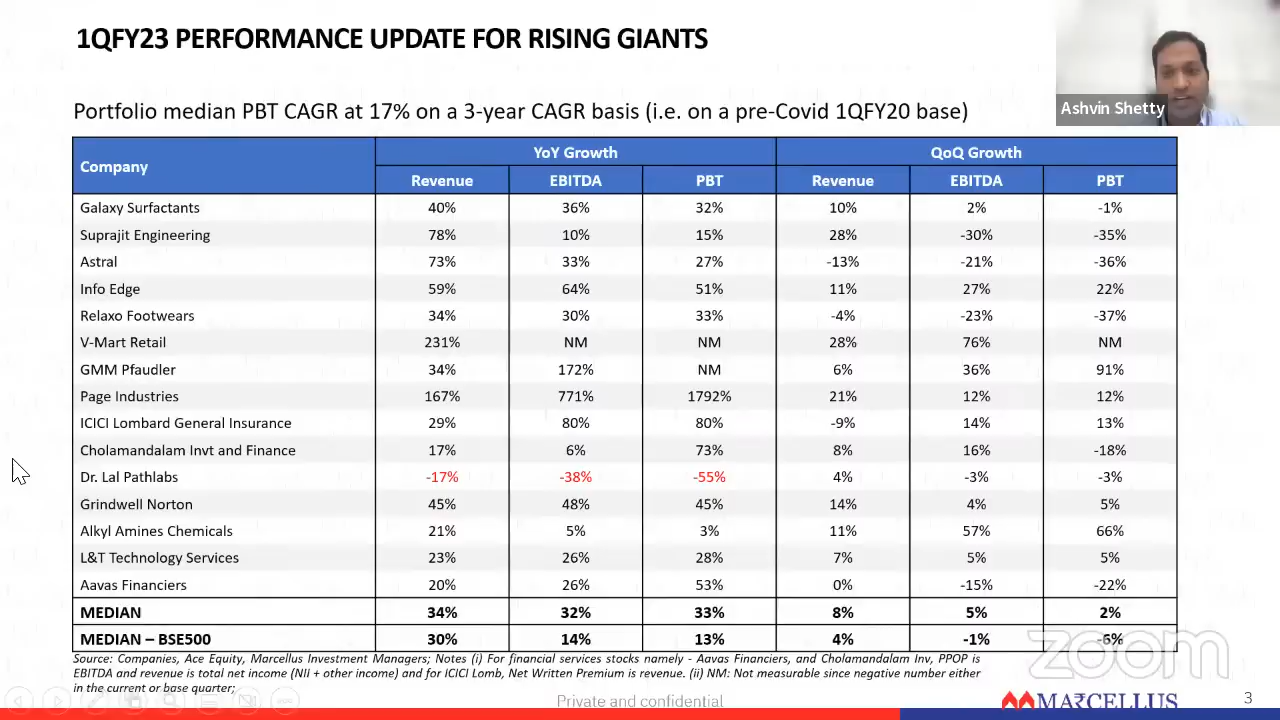 1QFY23 PERFORMANCE UPDATE FOR RISING GIANTS
Ashvin Shetty
Portfolio median PBT CAGR at 17% on a 3-year CAGR basis (i.e. on a pre-Covid 1QFY20 base)
Company YoY Growth QoQ Growth
Revenue EBITDA PBT Revenue EBITDA PBT
Galaxy Surfactants 40% 36% 32% 10% 2% -1%
Suprajit Engineering 78% 10% 15% 28% -30% -35%
Astral 73% 33% 27% -13% -21% -36%
Info Edge 59% 64% 51% 11% 27% 22%
Relaxo Footwears 34% 30% 33% -4% -23% -37%
V-Mart Retail 231% NM NM 28% 76% NM
GMM Pfaudler 34% 172% NM 6% 36% 91%
Page Industries 167% 771% 1792% 21% 12% 12%
ICICI Lombard General Insurance 29% 80% 80% -9% 14% 13%
Cholamandalam Invt and Finance 17% 6% 73% 8% 16% -18%
Dr. Lal Pathlabs -17% -38% -55% 4% -3% -3%
Grindwell Norton 45% 48% 45% 14% 4% 5%
Alkyl Amines Chemicals 21% 5% 3% 11% 57% 66%
L&T Technology Services 23% 26% 28% 7% 5% 5%
Aavas Financiers 20% 26% 53% 0% -15% -22%
MEDIAN 34% 32% 33% 8% 5% 2%
MEDIAN – BSE500 30% 14% 13% 4% -1% -6%
Source: Companies, Ace Equity, Marcellus Investment Managers; Notes (i) For financial services stocks namely - Aavas Financiers, and Cholamandalam Inv, PPOP is
EBITDA and revenue is total net income (NII + other income) and for ICICI Lomb, Net Written Premium is revenue. (ii) NM: Not measurable since negative number either
in the current or base quarter;
zoom
Private and confidential
MARCELLUS
3